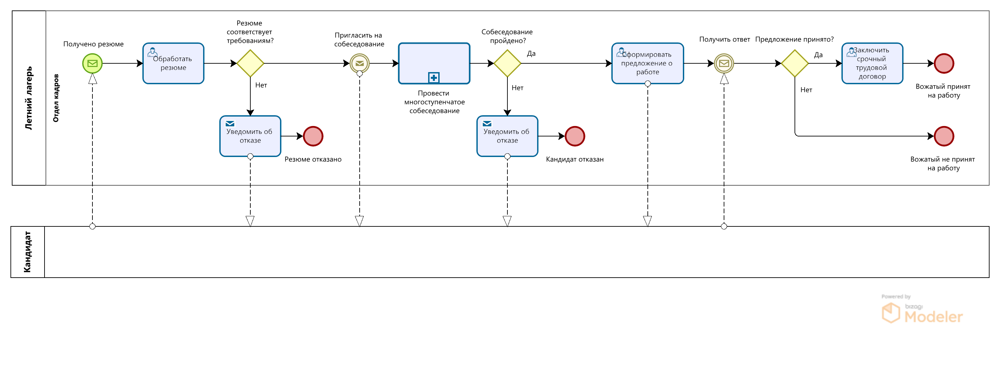 Летний лагерь
Отдел кадров
Получено резюме
Обработать
резюме
Резюме
соответствует
требованиям?
Нет
Уведомить об
отказе
Резюме отказано
Пригласить на
собеседование
Провести
многоступенчатое
собеседование
Собеседование
пройдено?
Да
Нет
Уведомить об
отказе
Кандидат отказан
Сформировать
предложение о
работе
Получить ответ
Предложение принято?
Да
Нет
Заключить
срочный
трудовой
договор
Вожатый принят
на работу
Вожатый не принят
на работу
Кандидат
Powered by
bizagi
Modeler